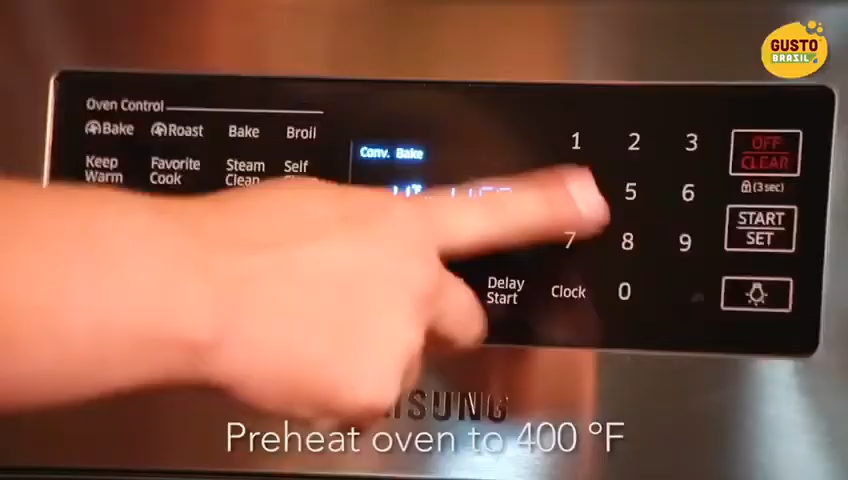 GUSTO
BRASIL
Oven Control
Bake Roast Bake Broil
Keep Warm
Favorite Cook
Steam Clean
Self
Conv. Bake
1 2 3
5 6
7 8 9
0
Delay Start
Clock
OFF
CLEAR
(3 sec)
START
SET
SUNG
Preheat oven to 400 °F